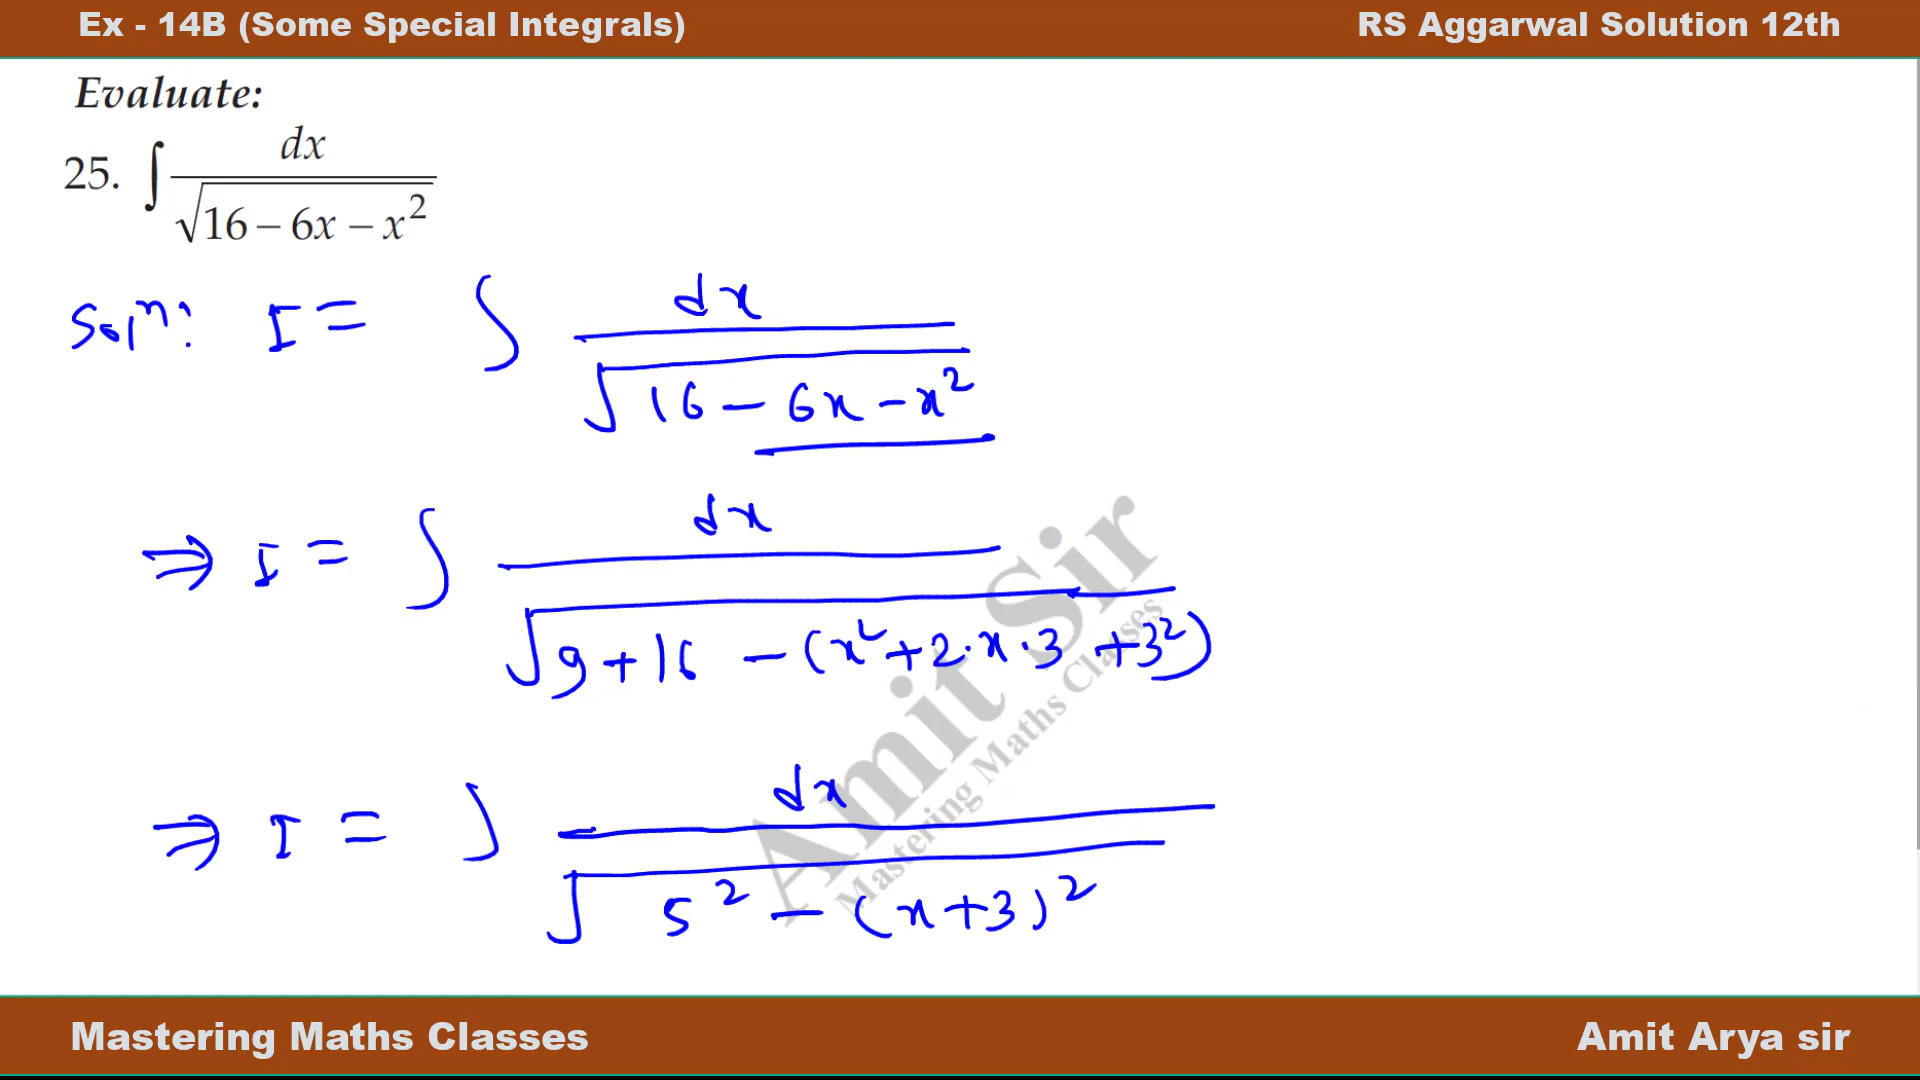 Ex - 14B (Some Special Integrals)
RS Aggarwal Solution 12th
Evaluate:
25. ∫ dx / √(16 – 6x – x²)
Solⁿ: I = ∫ dx / √(16 – 6x – x²)
⇒ I = ∫ dx / √(9 + 16 – (x² + 2·x·3 + 3²))
⇒ I = ∫ dx / √(5² – (x+3)²)
Amit Sir
Mastering Maths Classes
Mastering Maths Classes
Amit Arya sir